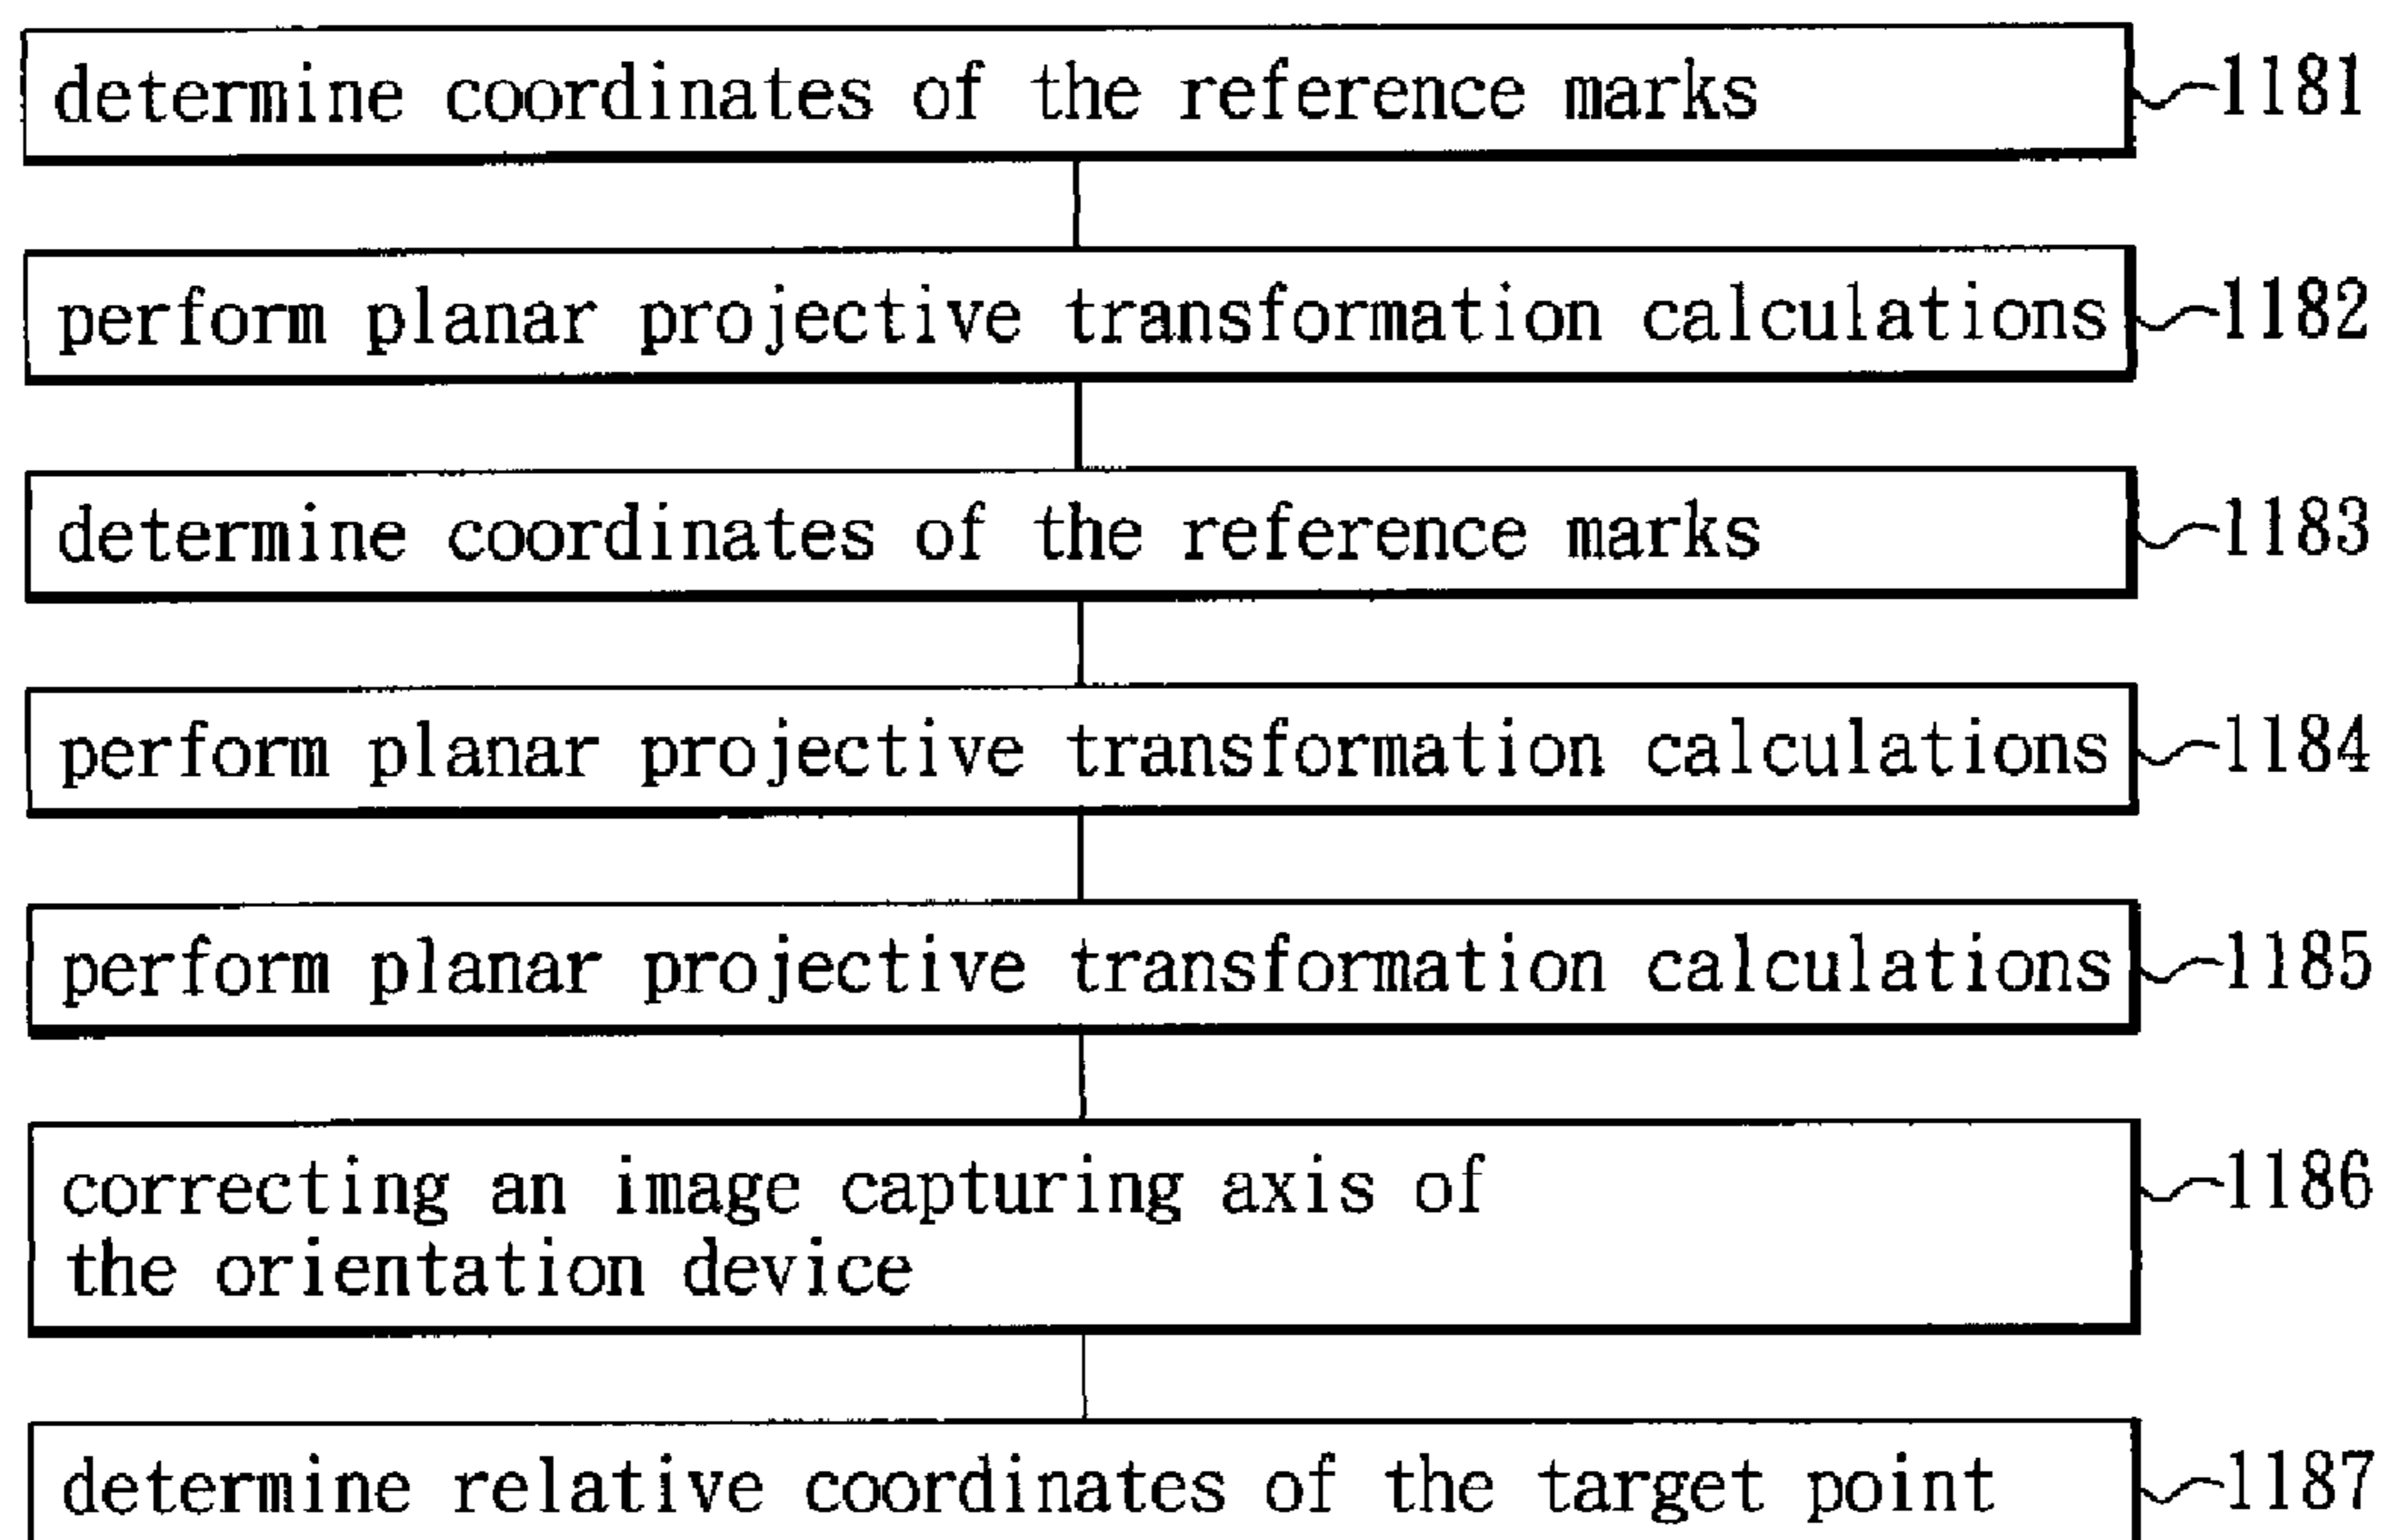 determine coordinates of the reference marks 1181
perform planar projective transformation calculations 1182
determine coordinates of the reference marks 1183
perform planar projective transformation calculations 1184
perform planar projective transformation calculations 1185
correcting an image capturing axis of 1186
the orientation device
determine relative coordinates of the target point 1187